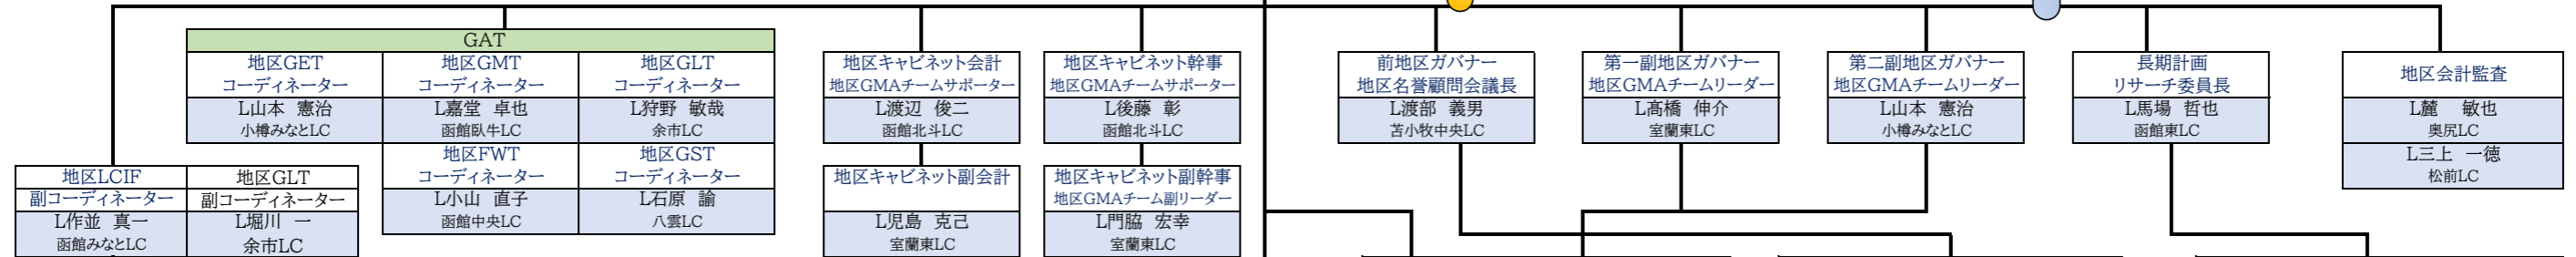 GAT
地区GET
コーディネーター
L山本 憲治
小樽みなとLC
地区GMT
コーディネーター
L嘉堂 卓也
函館臥牛LC
地区GLT
コーディネーター
L狩野 敏哉
余市LC
地区FWT
コーディネーター
L小山 直子
函館中央LC
地区GST
コーディネーター
L石原 諭
八雲LC
地区LCIF
副コーディネーター
L作並 真一
函館みなとLC
地区GLT
副コーディネーター
L堀川 一
余市LC
地区キャビネット会計
地区GMAチームサポーター
L渡辺 俊二
函館北斗LC
地区キャビネット副会計
L児島 克己
室蘭東LC
地区キャビネット幹事
地区GMAチームサポーター
L後藤 彰
函館北斗LC
地区キャビネット副幹事
地区GMAチーム副リーダー
L門脇 宏幸
室蘭東LC
前地区ガバナー
地区名誉顧問会議長
L渡部 義男
苫小牧中央LC
第一副地区ガバナー
地区GMAチームリーダー
L髙橋 伸介
室蘭東LC
第二副地区ガバナー
地区GMAチームリーダー
L山本 憲治
小樽みなとLC
長期計画
リサーチ委員長
L馬場 哲也
函館東LC
地区会計監査
L麓 敏也
奥尻LC
L三上 一徳
松前LC